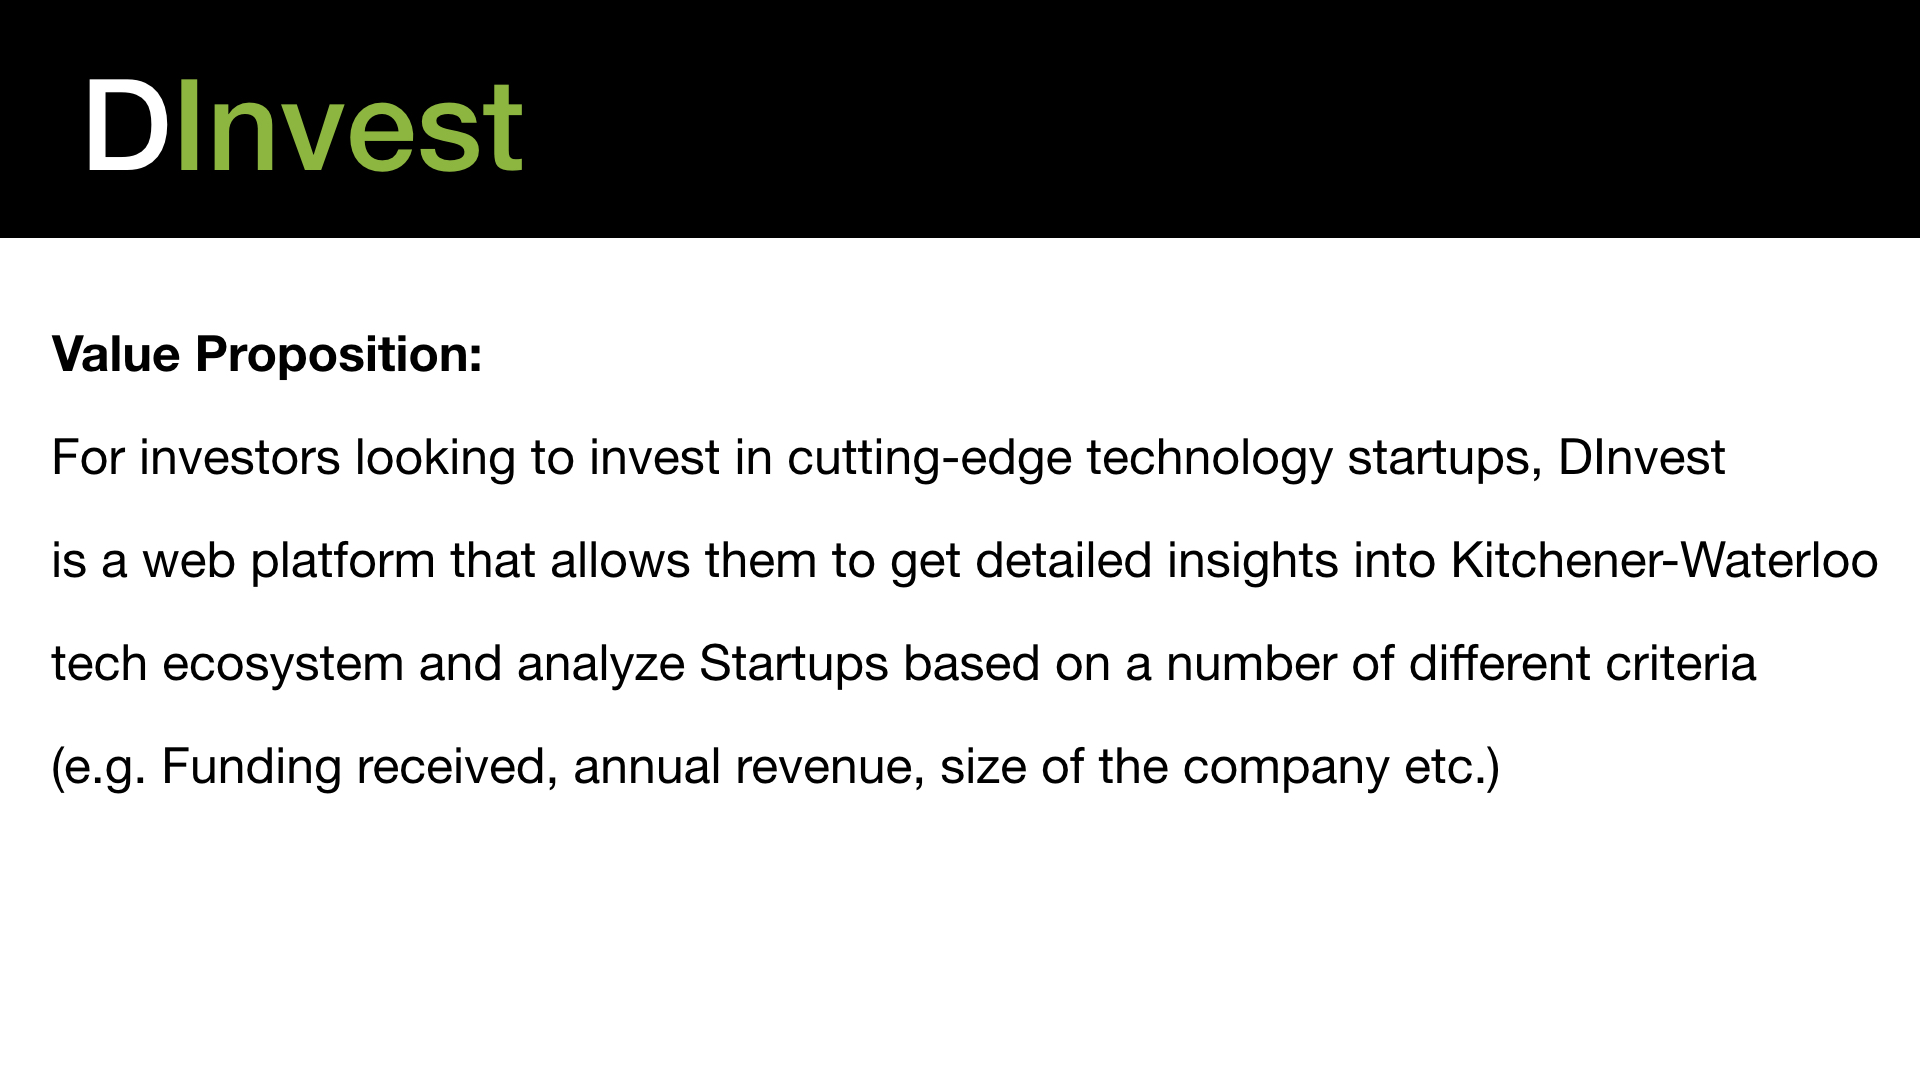 DInvest
Value Proposition:
For investors looking to invest in cutting-edge technology startups, DInvest
is a web platform that allows them to get detailed insights into Kitchener-Waterloo
tech ecosystem and analyze Startups based on a number of different criteria
(e.g. Funding received, annual revenue, size of the company etc.)